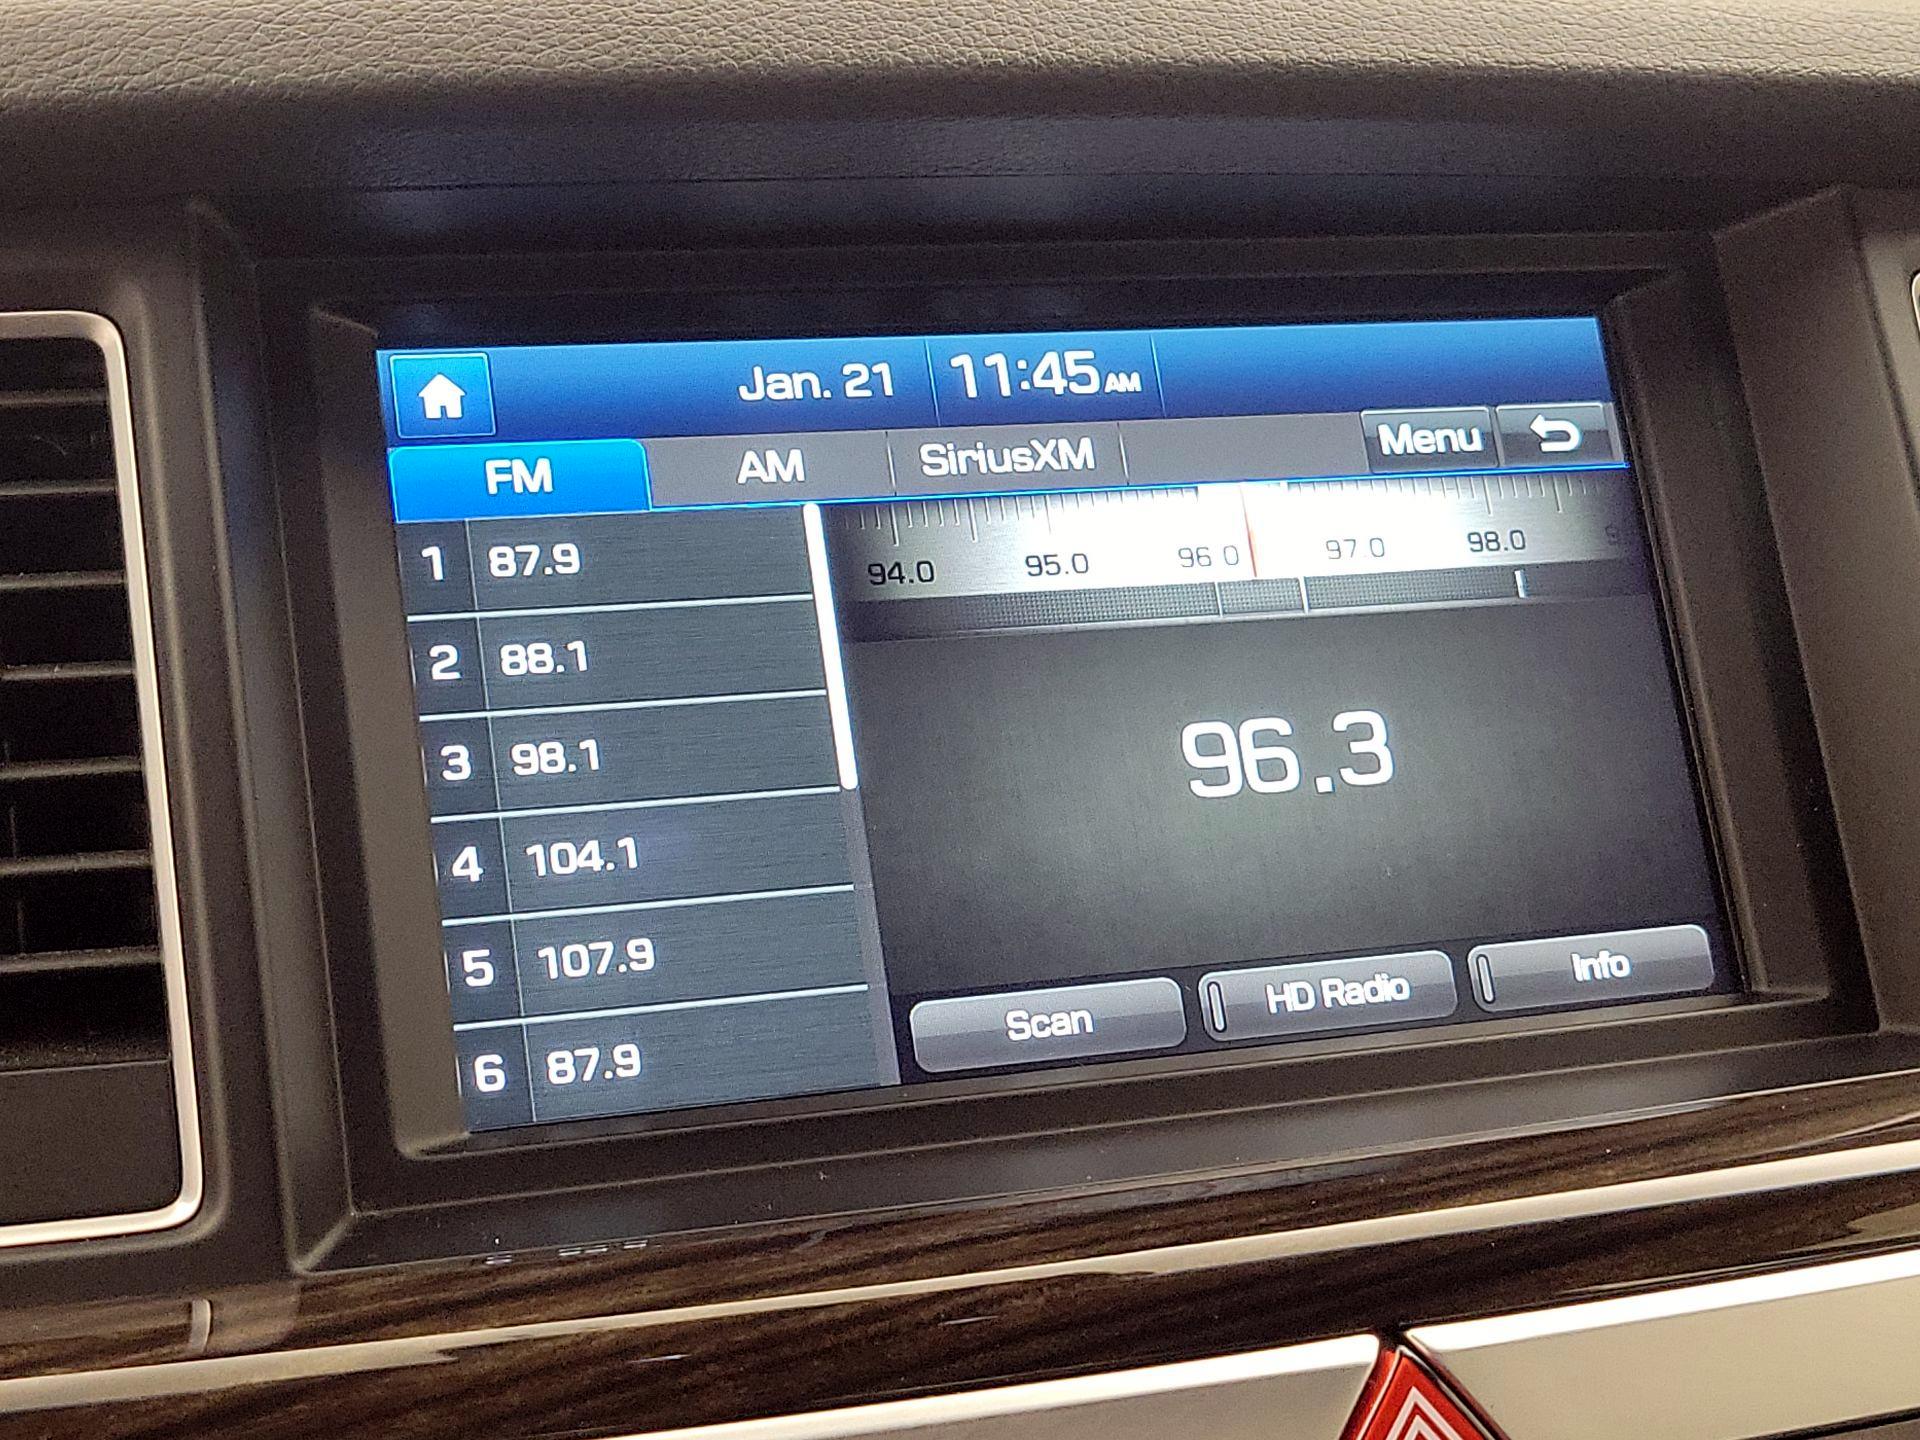 Jan. 21 11:45 AM
FM AM SiriusXM Menu
94.0 95.0 96.0 97.0 98.0 9
1 87.9
2 88.1
3 98.1
4 104.1
5 107.9
6 87.9
96.3
Scan HD Radio Info